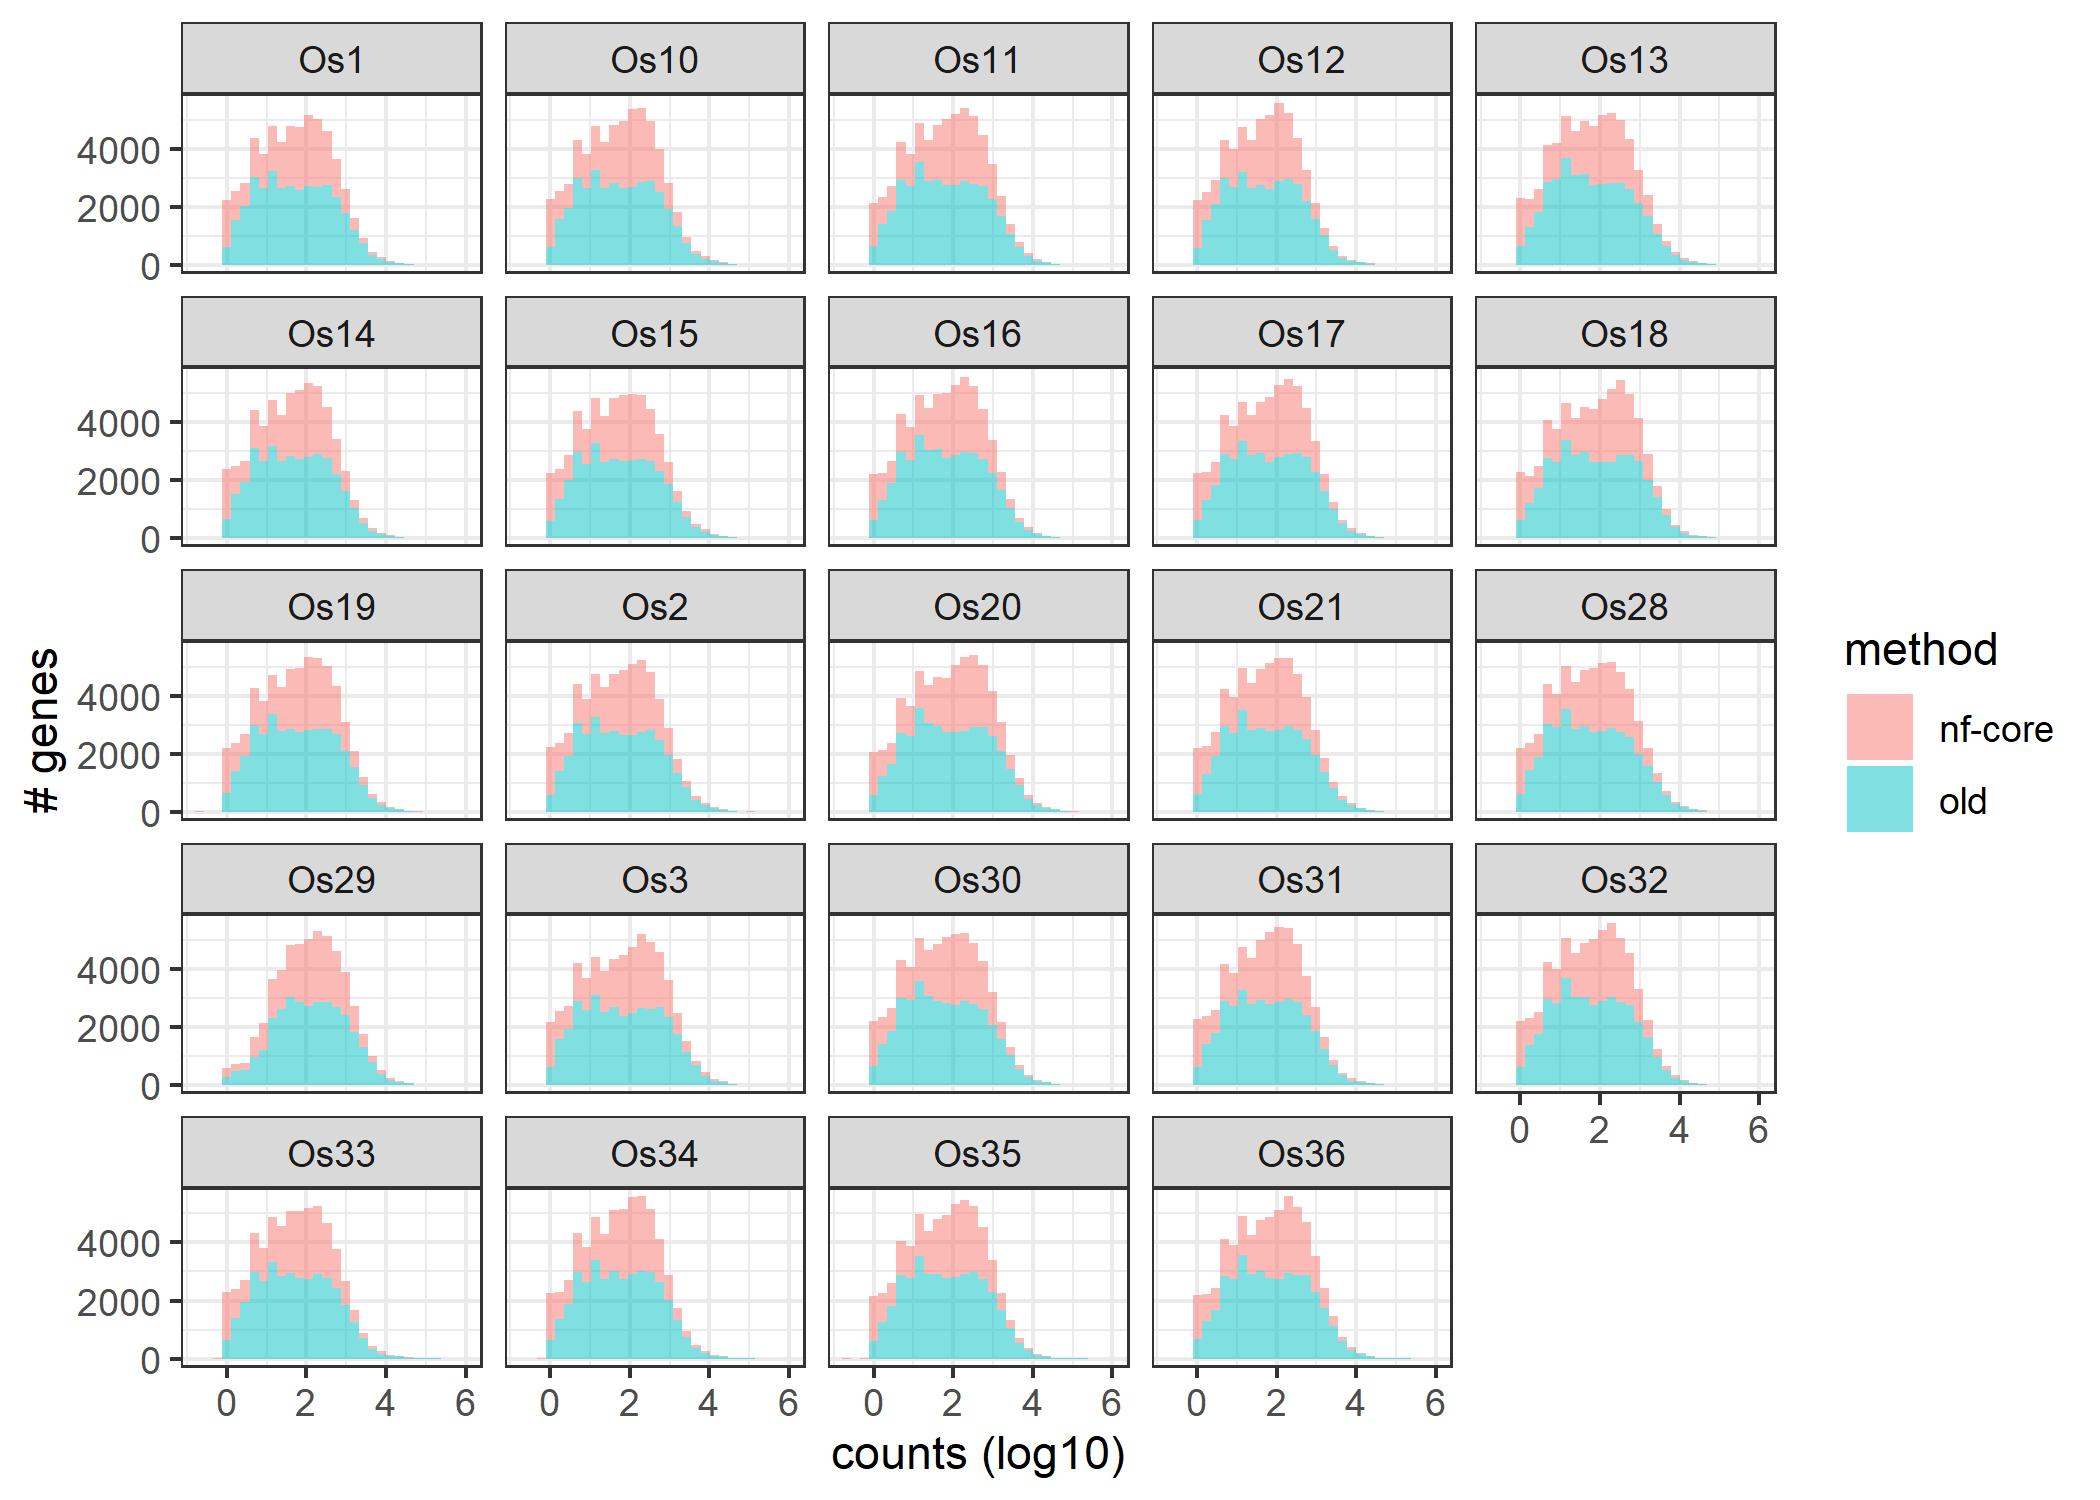 Os1 Os10 Os11 Os12 Os13
4000
2000
0
Os14 Os15 Os16 Os17 Os18
4000
2000
0
Os19 Os2 Os20 Os21 Os28
4000
2000
0
# genes
method
nf-core
old
Os29 Os3 Os30 Os31 Os32
4000
2000
0
0 2 4 6
Os33 Os34 Os35 Os36
4000
2000
0
0 2 4 6 0 2 4 6 0 2 4 6 0 2 4 6
counts (log10)